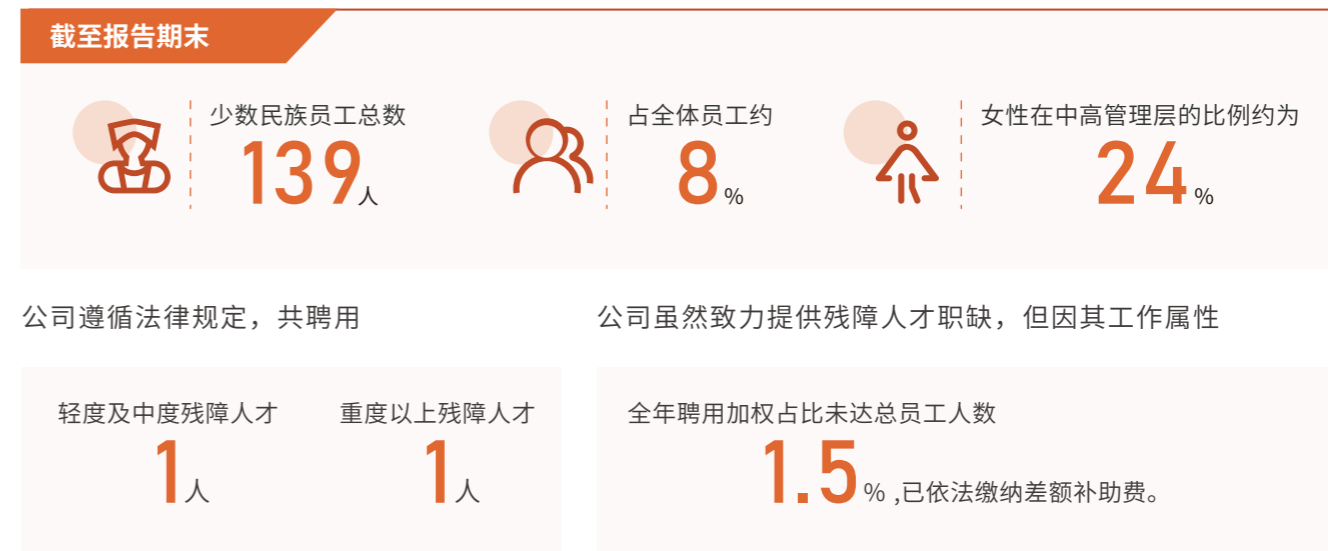 截至报告期末
少数民族员工总数
139人
占全体员工约
8%
女性在中高管理层的比例约为
24%
公司遵循法律规定，共聘用
轻度及中度残障人才
1人
重度以上残障人才
1人
公司虽然致力提供残障人才职缺，但因其工作属性
全年聘用加权占比未达总员工人数
1.5% ,已依法缴纳差额补助费。